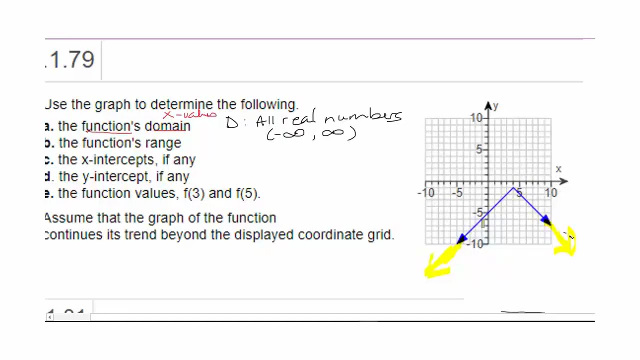 .1.79
Use the graph to determine the following.
x-values
a. the function's domain
D: All real numbers
(-∞, ∞)
b. the function's range
c. the x-intercepts, if any
d. the y-intercept, if any
e. the function values, f(3) and f(5).
Assume that the graph of the function
continues its trend beyond the displayed coordinate grid.
y
10
5
x
-10 -5 5 10
-5
-10